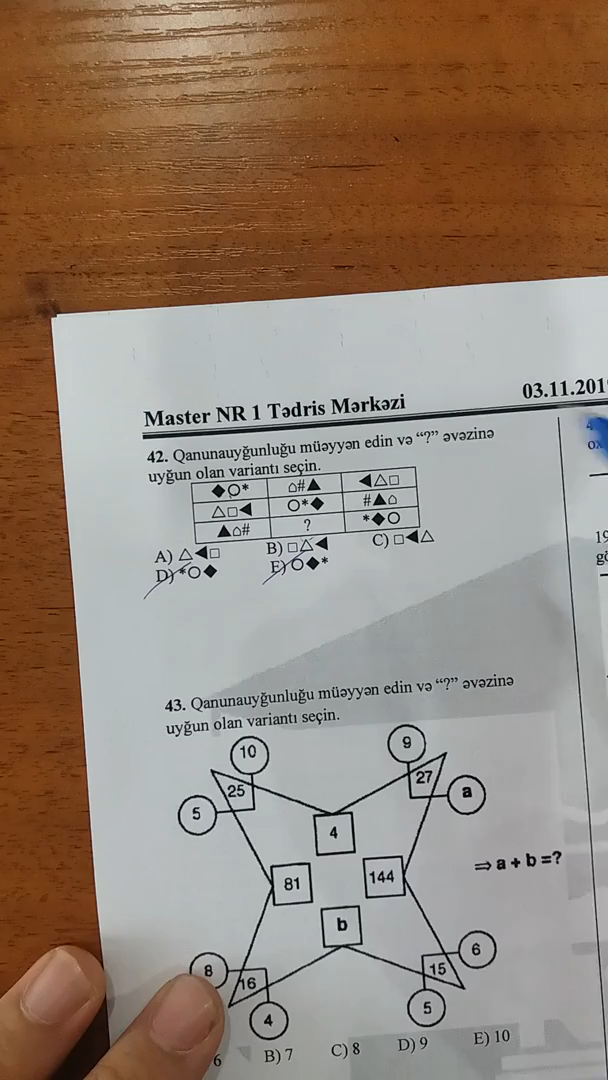 Master NR 1 Tədris Mərkəzi
03.11.201
42. Qanunauyğunluğu müəyyən edin və “?” əvəzinə
uyğun olan variantı seçin.
◆○* ⌂#▲ ◀△□
△□◀ ○*◆ #▲⌂
▲⌂# ? *◆○
A) △◀□ B) □△◀ C) □◀△
D) *○◆ E) ○◆*
43. Qanunauyğunluğu müəyyən edin və “?” əvəzinə
uyğun olan variantı seçin.
10 9
25 27
5 a
4
81 144
⇒ a + b =?
b
8 6
16 15
4 5
6 B) 7 C) 8 D) 9 E) 10
19